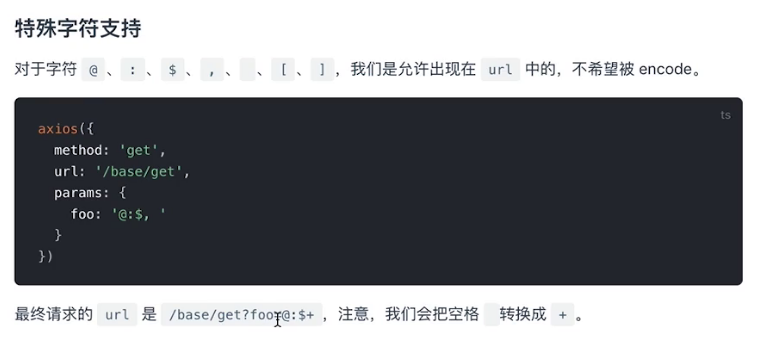 特殊字符支持
对于字符 @ 、 : 、 $ 、 , 、   、 [ 、 ] ，我们是允许出现在 url 中的，不希望被 encode。
ts
axios({
  method: 'get',
  url: '/base/get',
  params: {
    foo: '@:$, '
  }
})
最终请求的 url 是 /base/get?foo=@:$+ ，注意，我们会把空格   转换成 + 。